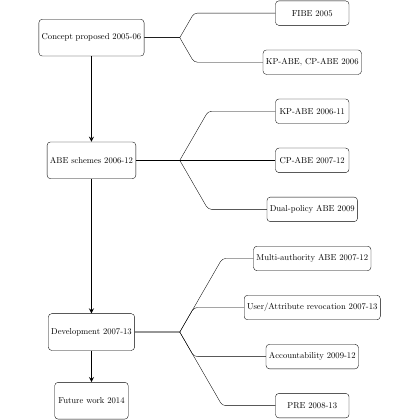 FIBE 2005
Concept proposed 2005-06
KP-ABE, CP-ABE 2006
KP-ABE 2006-11
ABE schemes 2006-12
CP-ABE 2007-12
Dual-policy ABE 2009
Multi-authority ABE 2007-12
User/Attribute revocation 2007-13
Development 2007-13
Accountability 2009-12
Future work 2014
PRE 2008-13